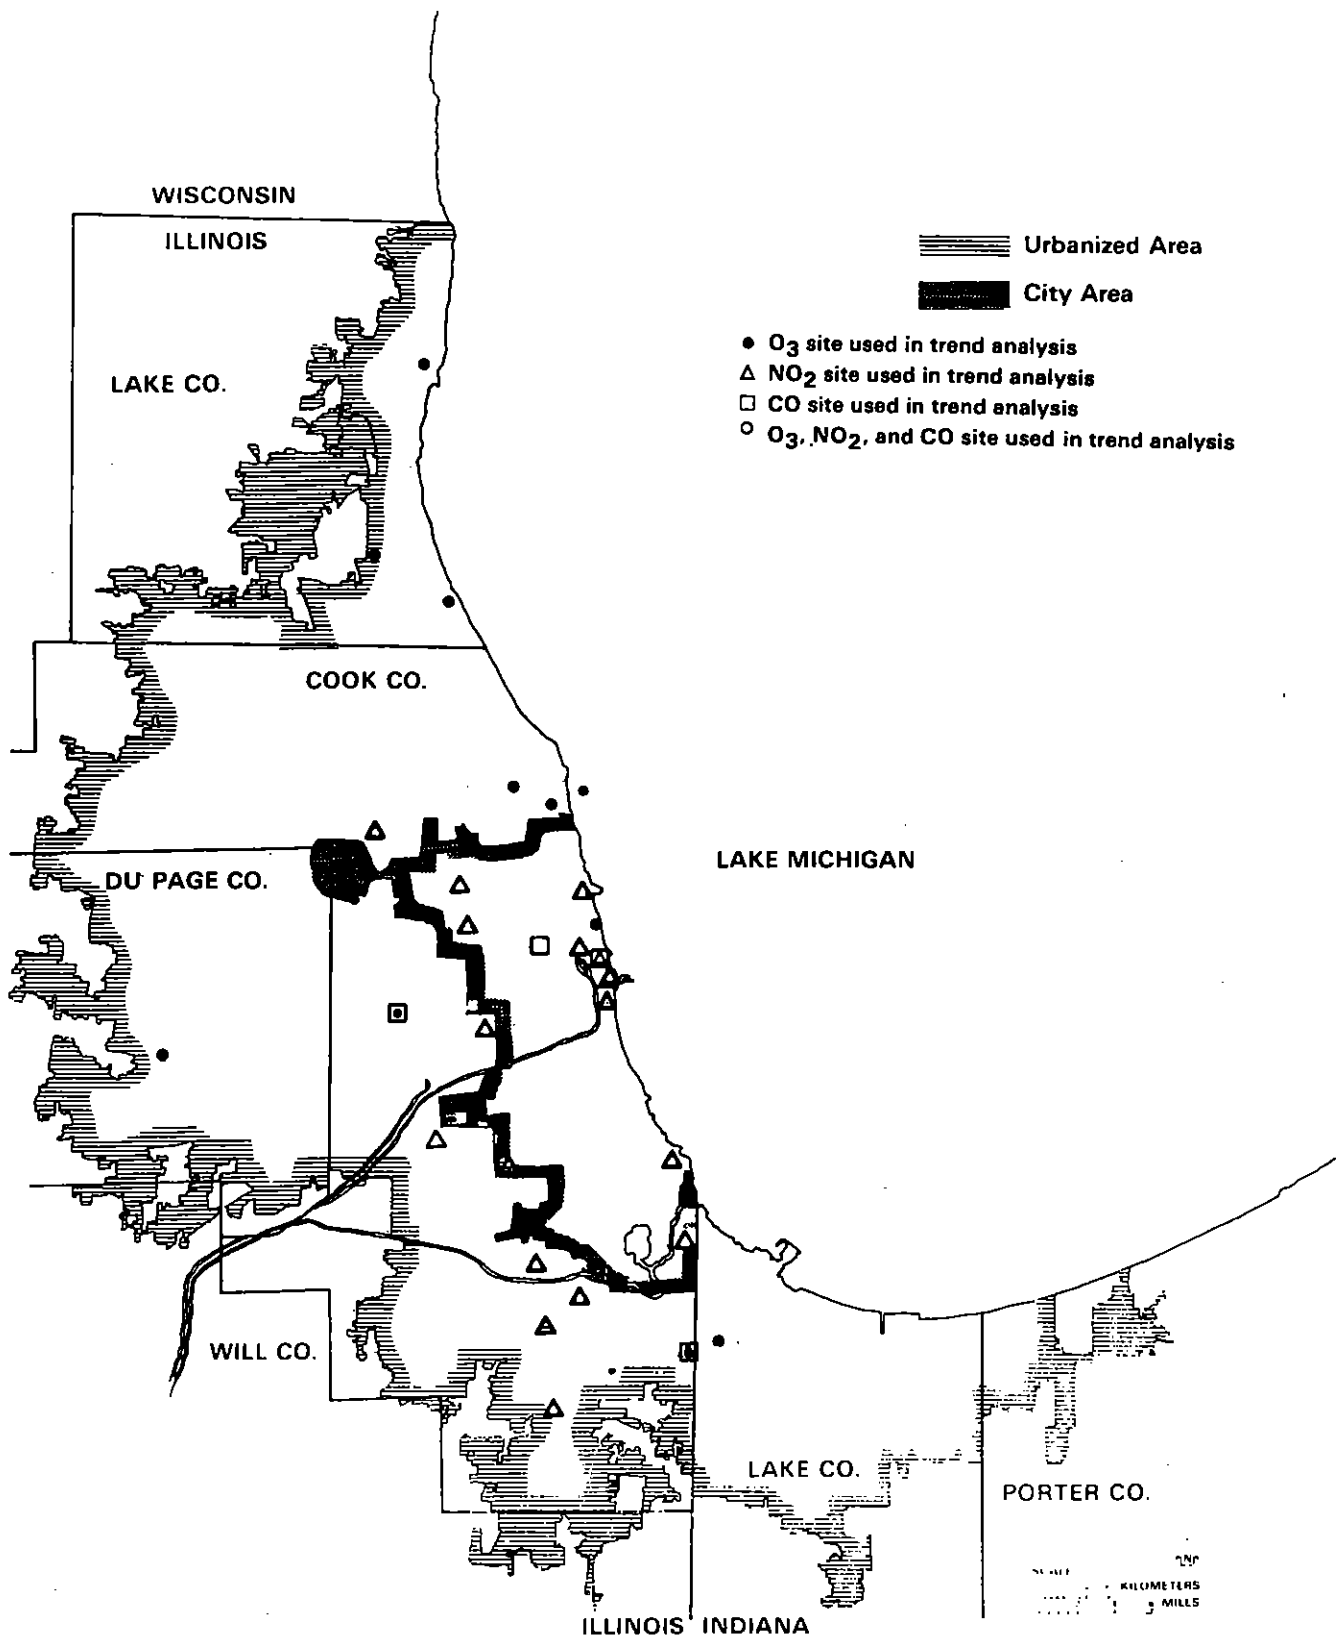 WISCONSIN
ILLINOIS
Urbanized Area
City Area
O3 site used in trend analysis
NO2 site used in trend analysis
CO site used in trend analysis
O3, NO2, and CO site used in trend analysis
LAKE CO.
COOK CO.
LAKE MICHIGAN
DU PAGE CO.
WILL CO.
LAKE CO.
PORTER CO.
SCALE
KILOMETERS
MILLS
ILLINOIS INDIANA